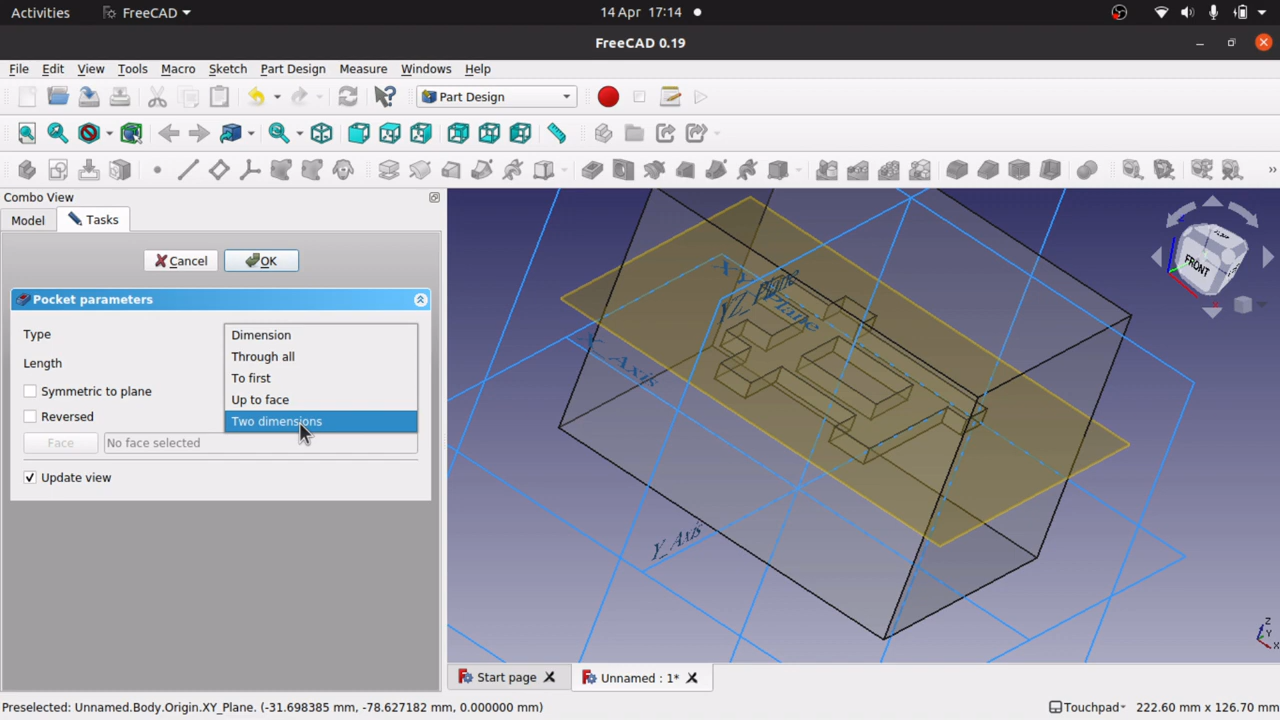 Activities FreeCAD 14 Apr 17:14
FreeCAD 0.19
File Edit View Tools Macro Sketch Part Design Measure Windows Help
Part Design
Combo View
Model Tasks
Cancel OK
Pocket parameters
Type Dimension
Through all
Length
To first
Symmetric to plane
Up to face
Reversed
Two dimensions
Face No face selected
Update view
XY_Plane
YZ_Plane
X_Axis
Y_Axis
FRONT
Z
Y
X
Start page Unnamed : 1*
Preselected: Unnamed.Body.Origin.XY_Plane. (-31.698385 mm, -78.627182 mm, 0.000000 mm) Touchpad 222.60 mm x 126.70 mm